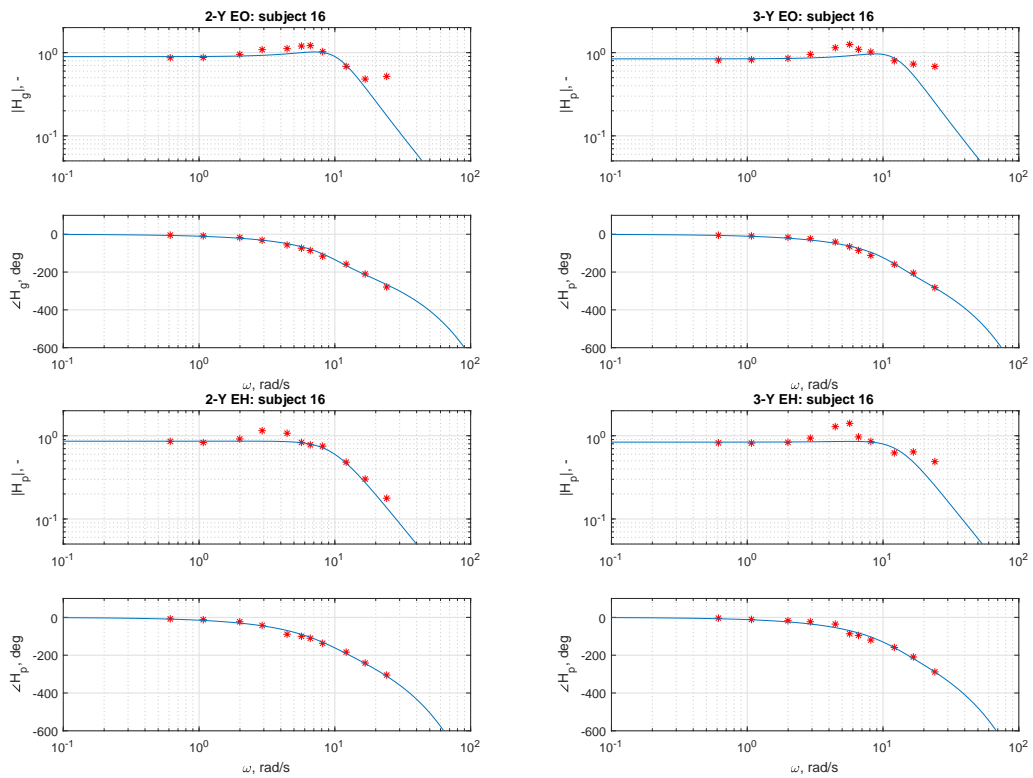 2-Y EO: subject 16
|H_g|, -
10^0
10^-1
10^-1 10^0 10^1 10^2
∠H_g, deg
0
-200
-400
-600
10^-1 10^0 10^1 10^2
ω, rad/s
3-Y EO: subject 16
|H_p|, -
10^0
10^-1
10^-1 10^0 10^1 10^2
∠H_p, deg
0
-200
-400
-600
10^-1 10^0 10^1 10^2
ω, rad/s
2-Y EH: subject 16
|H_p|, -
10^0
10^-1
10^-1 10^0 10^1 10^2
∠H_p, deg
0
-200
-400
-600
10^-1 10^0 10^1 10^2
ω, rad/s
3-Y EH: subject 16
|H_p|, -
10^0
10^-1
10^-1 10^0 10^1 10^2
∠H_p, deg
0
-200
-400
-600
10^-1 10^0 10^1 10^2
ω, rad/s